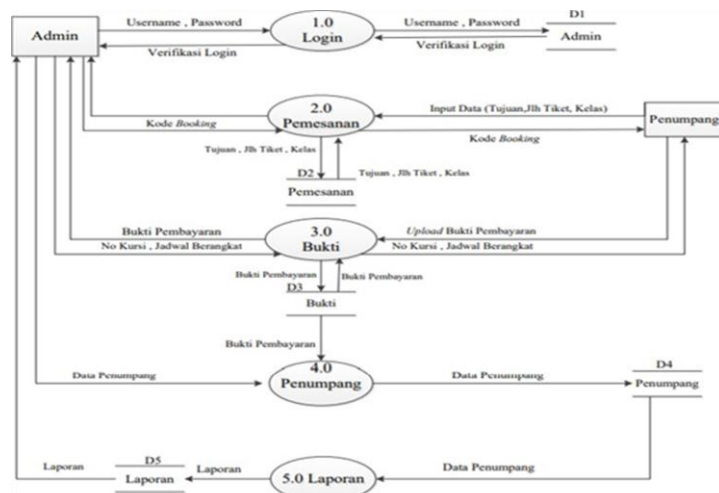 Username , Password
1.0
Login
Username , Password
D1
Admin
Admin
Verifikasi Login
Verifikasi Login
2.0
Pemesanan
Input Data (Tujuan,Jlh Tiket, Kelas)
Penumpang
Kode Booking
Kode Booking
Tujuan , Jlh Tiket , Kelas
D2
Tujuan , Jlh Tiket , Kelas
Pemesanan
Bukti Pembayaran
3.0
Bukti
Upload Bukti Pembayaran
No Kursi , Jadwal Berangkat
No Kursi , Jadwal Berangkat
Bukti Pembayaran
Bukti Pembayaran
D3
Bukti
Bukti Pembayaran
4.0
Penumpang
Data Penumpang
Data Penumpang
D4
Penumpang
Laporan
D5
Laporan
Laporan
5.0 Laporan
Data Penumpang